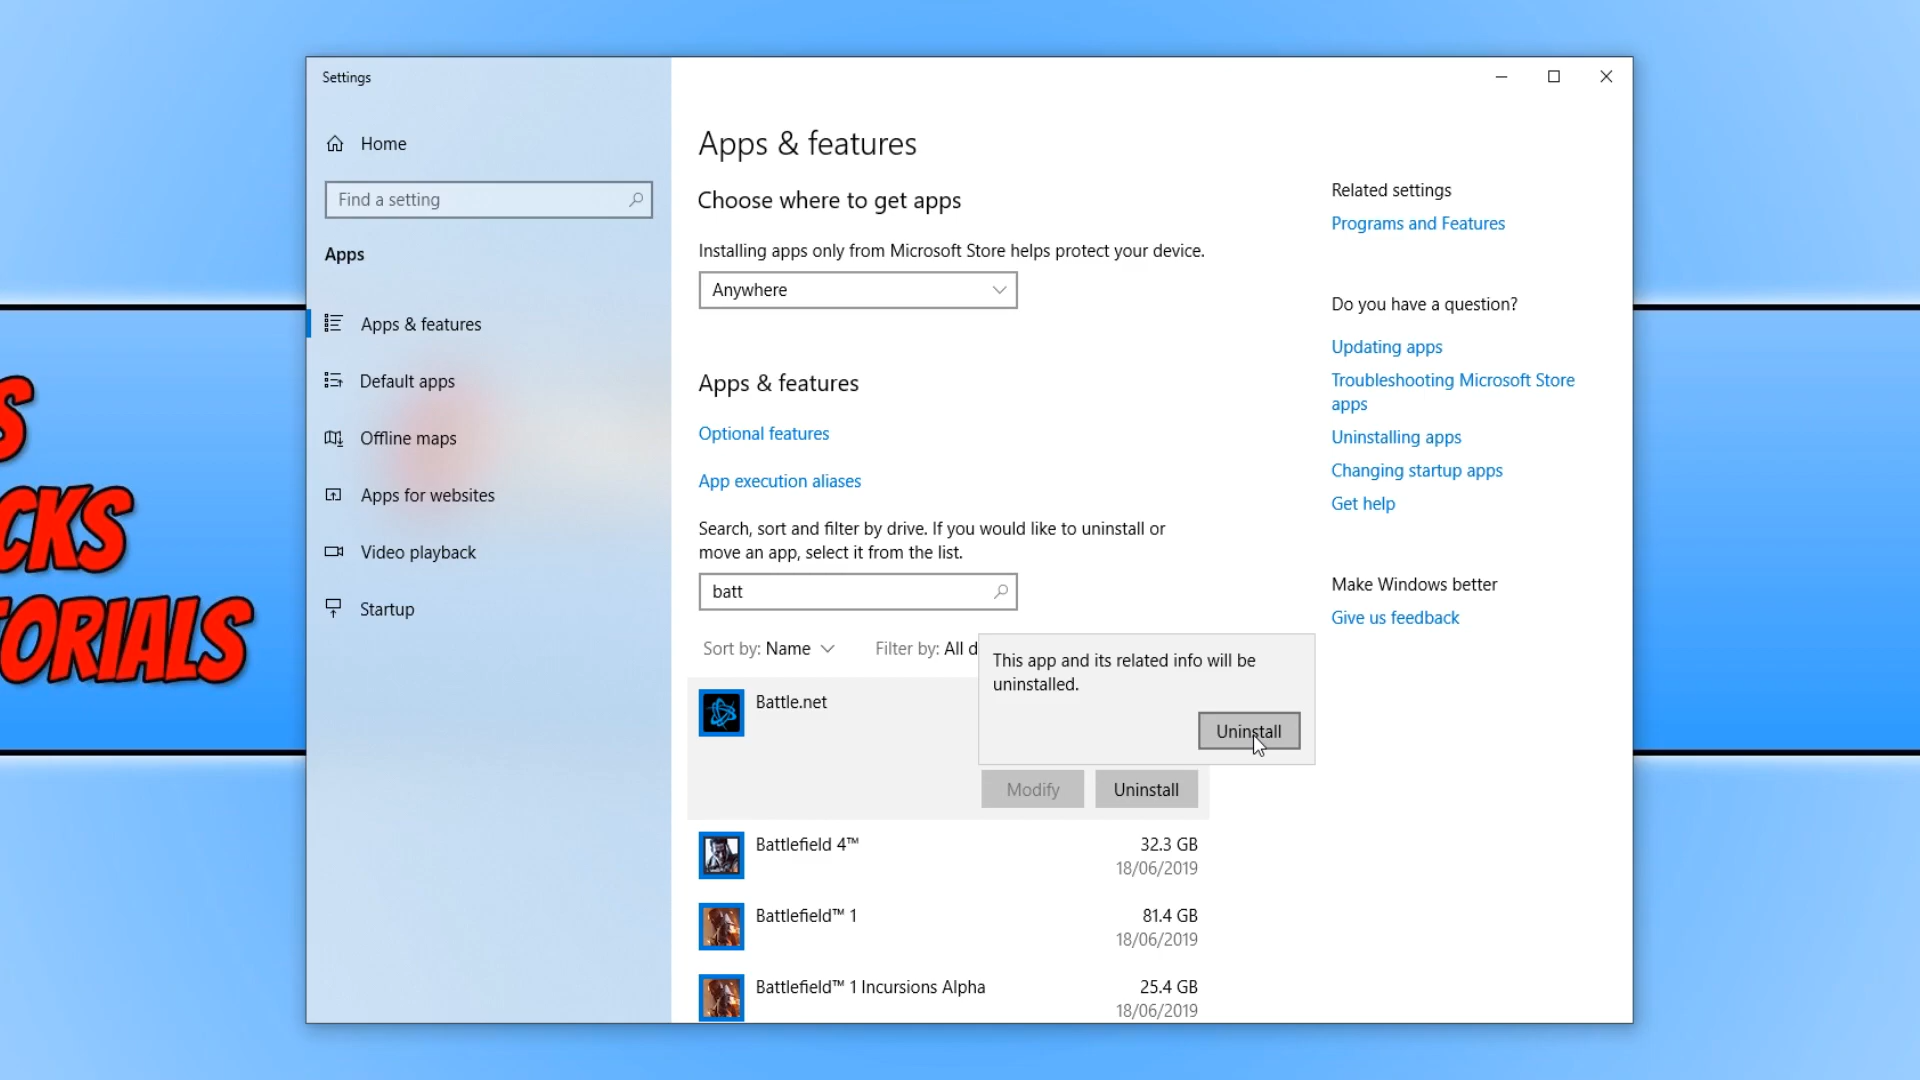 Settings
Home
Find a setting
Apps
Apps & features
Default apps
Offline maps
Apps for websites
Video playback
Startup
Apps & features
Choose where to get apps
Installing apps only from Microsoft Store helps protect your device.
Anywhere
Apps & features
Optional features
App execution aliases
Search, sort and filter by drive. If you would like to uninstall or
move an app, select it from the list.
batt
Sort by: Name
Filter by: All d
This app and its related info will be
uninstalled.
Uninstall
Battle.net
Modify
Uninstall
Battlefield 4™
32.3 GB
18/06/2019
Battlefield™ 1
81.4 GB
18/06/2019
Battlefield™ 1 Incursions Alpha
25.4 GB
18/06/2019
Related settings
Programs and Features
Do you have a question?
Updating apps
Troubleshooting Microsoft Store
apps
Uninstalling apps
Changing startup apps
Get help
Make Windows better
Give us feedback
S
CKS
TORIALS